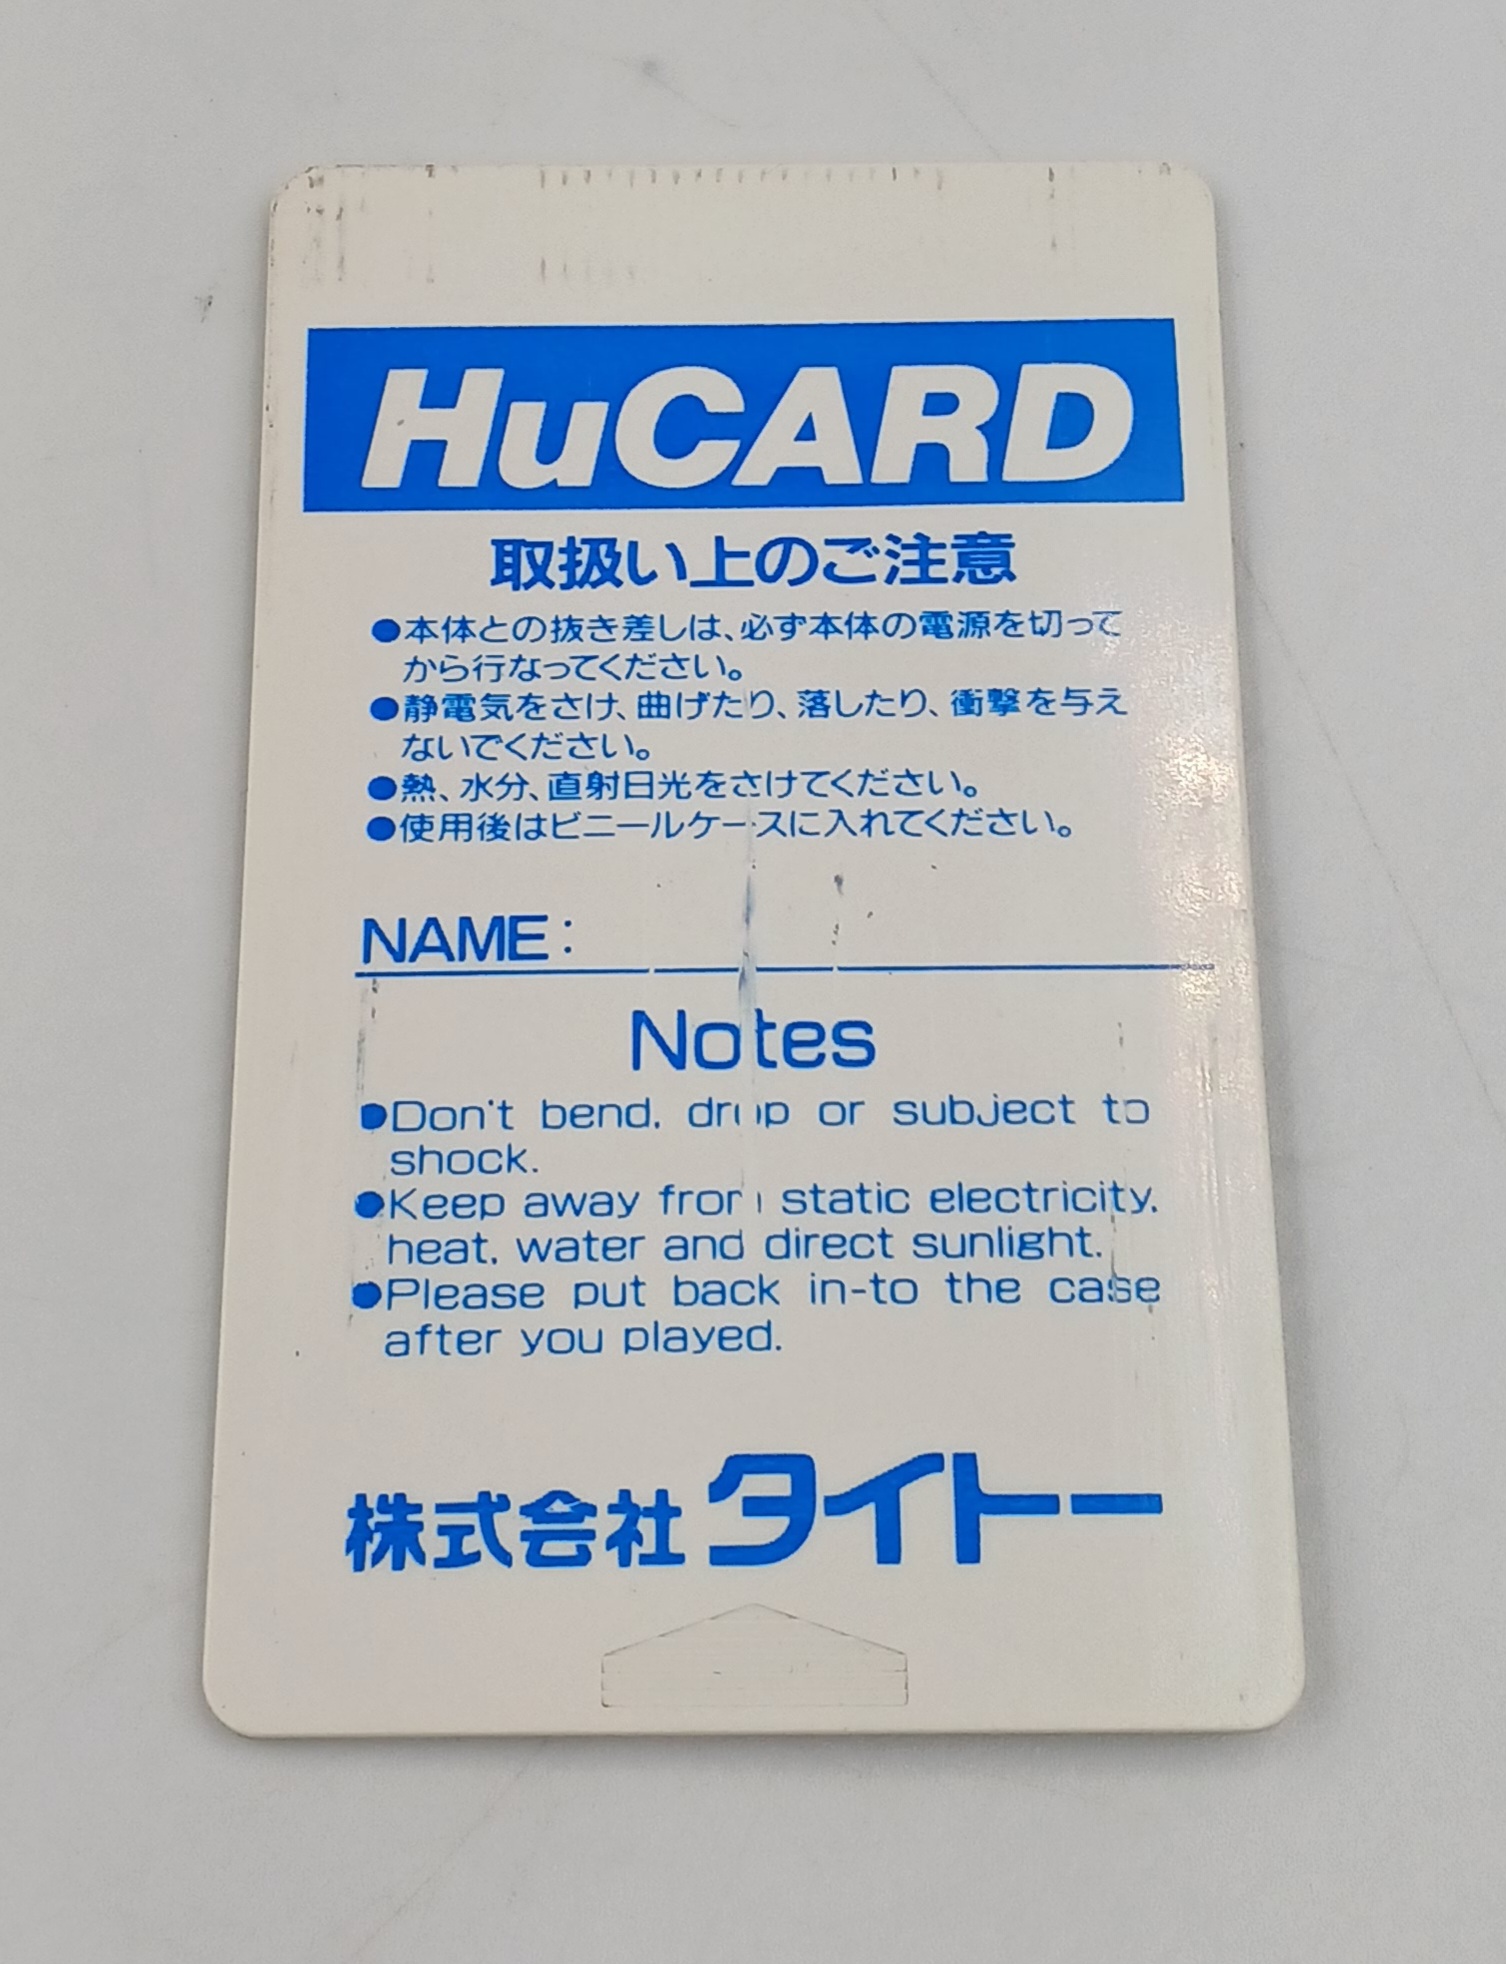 HuCARD
取扱い上のご注意
●本体との抜き差しは、必ず本体の電源を切って
から行なってください。
●静電気をさけ、曲げたり、落したり、衝撃を与え
ないでください。
●熱、水分、直射日光をさけてください。
●使用後はビニールケースに入れてください。
NAME:
Notes
●Don't bend, drop or subject to
shock.
●Keep away from static electricity,
heat, water and direct sunlight.
●Please put back in-to the case
after you played.
株式会社タイトー